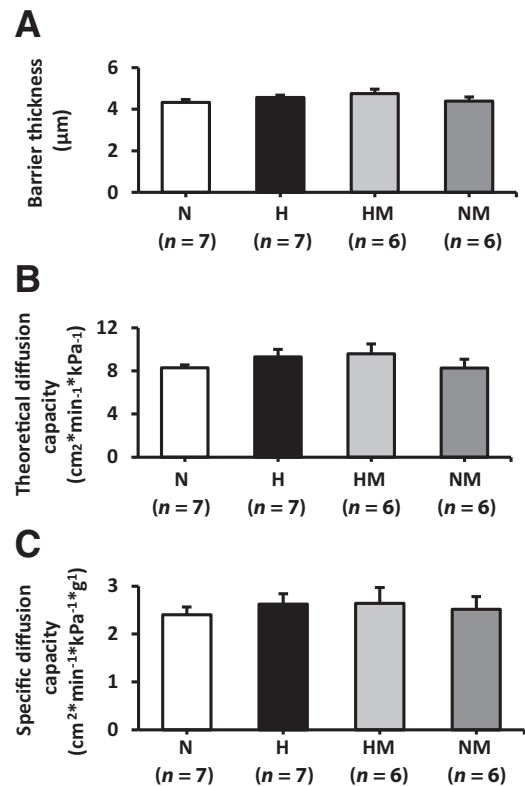 A
Barrier thickness
(μm)
6
4
2
0
N
H
HM
NM
(n = 7)
(n = 7)
(n = 6)
(n = 6)
B
Theoretical diffusion
capacity
(cm2*min-1*kPa-1)
12
8
4
0
N
H
HM
NM
(n = 7)
(n = 7)
(n = 6)
(n = 6)
C
Specific diffusion
capacity
(cm²*min⁻¹*kPa⁻¹*g¹)
3
2
1
0
N
H
HM
NM
(n = 7)
(n = 7)
(n = 6)
(n = 6)